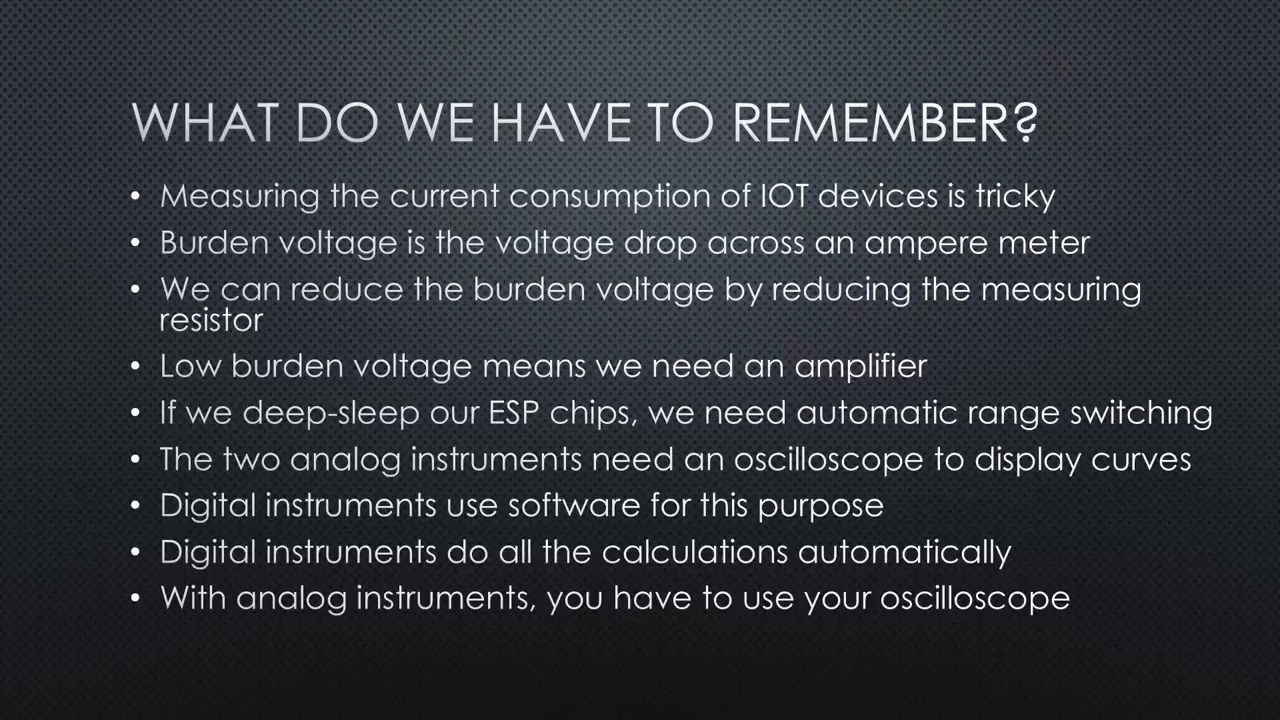 WHAT DO WE HAVE TO REMEMBER?
• Measuring the current consumption of IOT devices is tricky
• Burden voltage is the voltage drop across an ampere meter
• We can reduce the burden voltage by reducing the measuring
resistor
• Low burden voltage means we need an amplifier
• If we deep-sleep our ESP chips, we need automatic range switching
• The two analog instruments need an oscilloscope to display curves
• Digital instruments use software for this purpose
• Digital instruments do all the calculations automatically
• With analog instruments, you have to use your oscilloscope